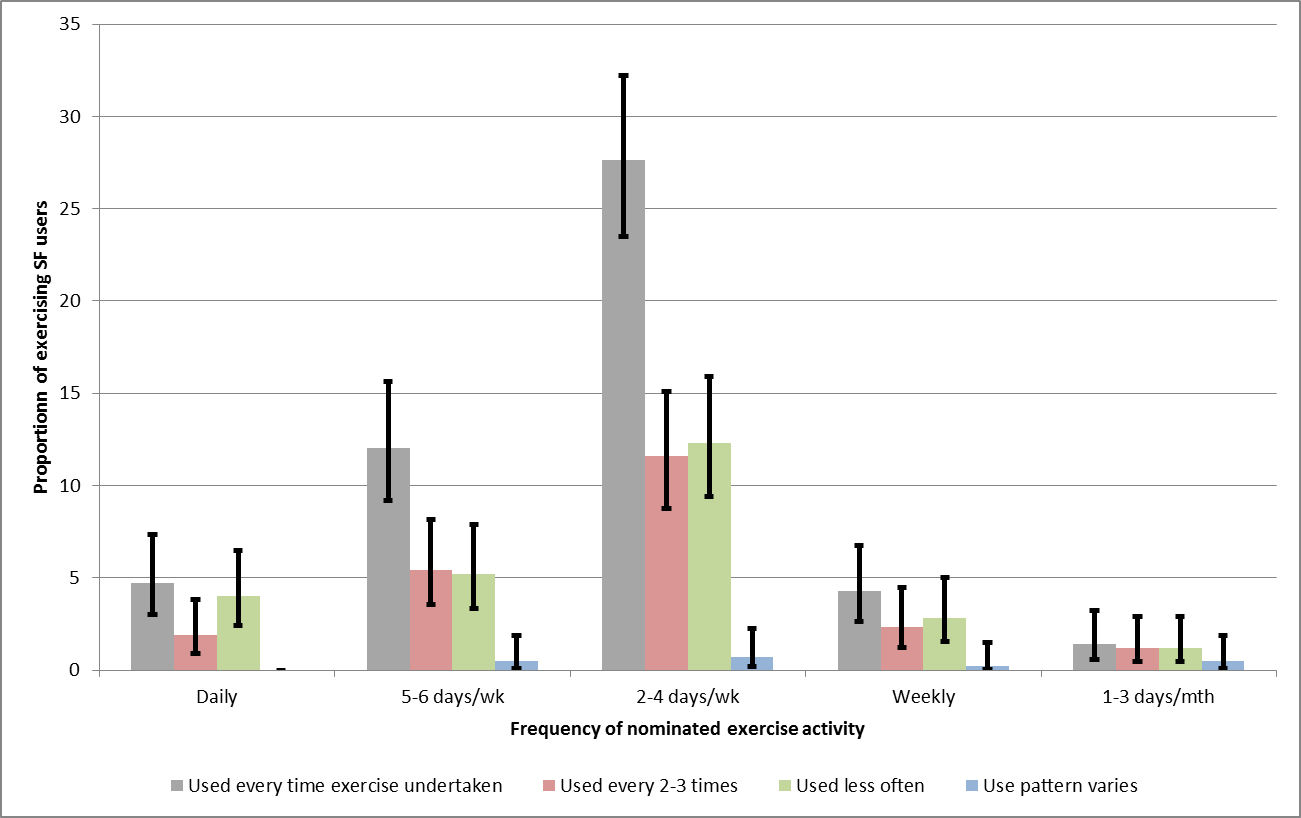 35
30
25
20
15
10
5
0
Proportionn of exercising SF users
Daily 5-6 days/wk 2-4 days/wk Weekly 1-3 days/mth
Frequency of nominated exercise activity
Used every time exercise undertaken Used every 2-3 times Used less often Use pattern varies